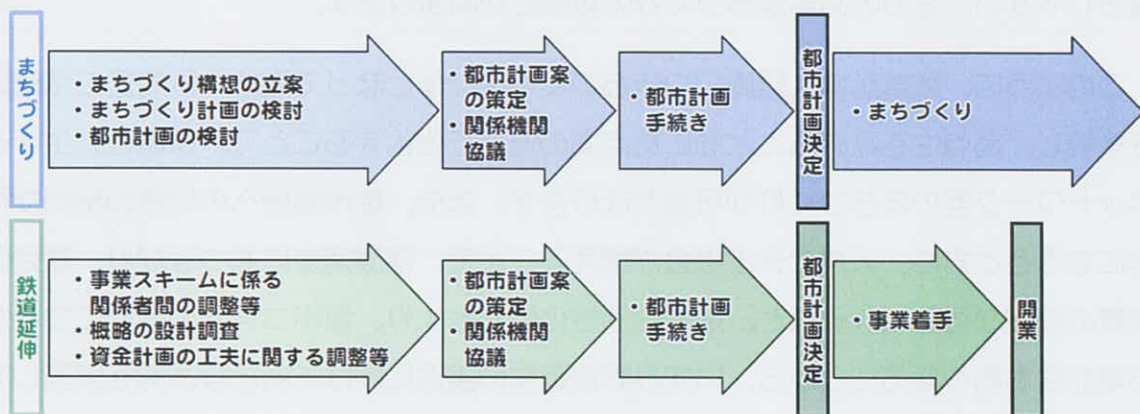 まちづくり
・まちづくり構想の立案
・まちづくり計画の検討
・都市計画の検討
・都市計画案
の策定
・関係機関
協議
・都市計画
手続き
都市計画決定
・まちづくり
鉄道延伸
・事業スキームに係る
関係者間の調整等
・概略の設計調査
・資金計画の工夫に関する調整等
・都市計画案
の策定
・関係機関
協議
・都市計画
手続き
都市計画決定
・事業着手
開業